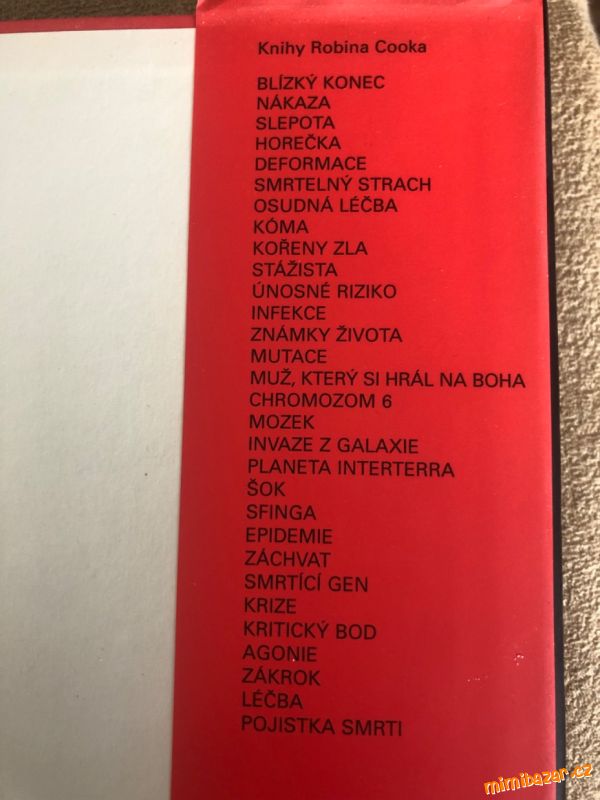 Knihy Robina Cooka
BLÍZKÝ KONEC
NÁKAZA
SLEPOTA
HOREČKA
DEFORMACE
SMRTELNÝ STRACH
OSUDNÁ LÉČBA
KÓMA
KOŘENY ZLA
STÁŽISTA
ÚNOSNÉ RIZIKO
INFEKCE
ZNÁMKY ŽIVOTA
MUTACE
MUŽ, KTERÝ SI HRÁL NA BOHA
CHROMOZOM 6
MOZEK
INVAZE Z GALAXIE
PLANETA INTERTERRA
ŠOK
SFINGA
EPIDEMIE
ZÁCHVAT
SMRTÍCÍ GEN
KRIZE
KRITICKÝ BOD
AGONIE
ZÁKROK
LÉČBA
POJISTKA SMRTI
mimibazar.cz